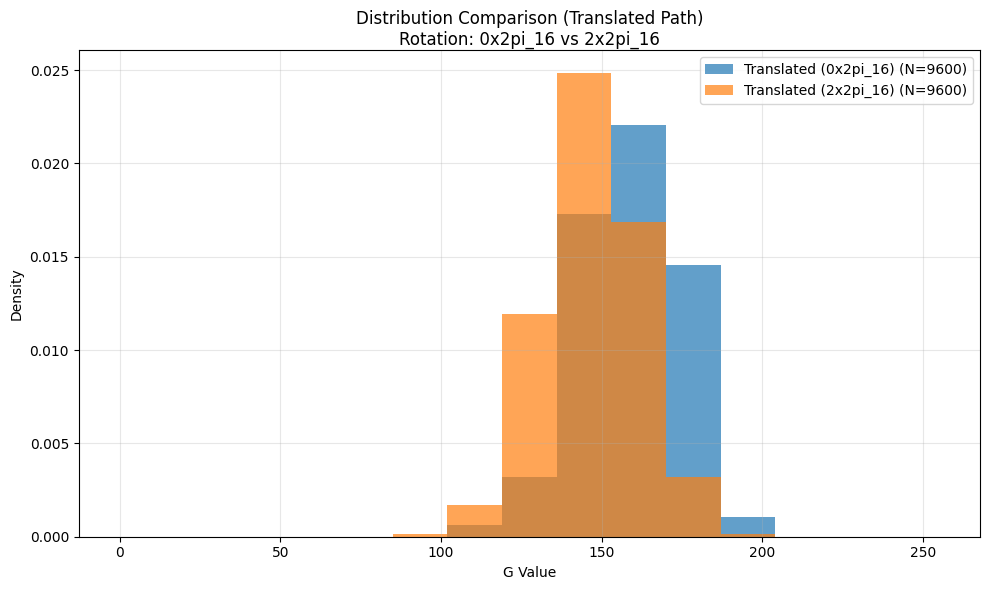 Distribution Comparison (Translated Path)
Rotation: 0x2pi_16 vs 2x2pi_16
Translated (0x2pi_16) (N=9600)
Translated (2x2pi_16) (N=9600)
Density
0.025
0.020
0.015
0.010
0.005
0.000
0 50 100 150 200 250
G Value